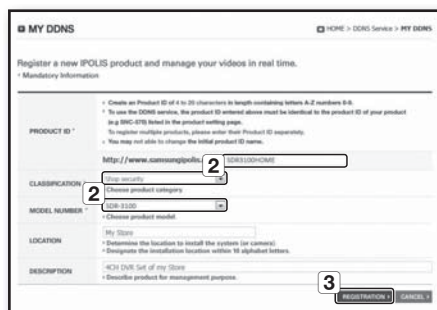 MY DDNS
HOME > DDNS Service > MY DDNS
Register a new IPOLIS product and manage your videos in real time.
• Mandatory Information
• Create an Product ID of 4 to 20 characters in length containing letters A-Z numbers 0-9.
• To use the DDNS service, the product ID entered above must be identical to the product ID of your product
(e.g SNC-570) listed in the product setting page.
PRODUCT ID *
To register multiple products, please enter their Product ID separately.
• You may not able to change the initial product ID name.
http://www.samsungipolis. 2 SDR3100HOME
CLASSIFICATION
Shop security
2
• Choose product category.
MODEL NUMBER *
SDR-3100
• Choose product model.
LOCATION
My Store
• Determine the location to install the system (or camera)
• Designate the installation location within 10 alphabet letters.
DESCRIPTION
4CH DVR Set of my Store
• Describe product for management purpose.
3
REGISTRATION > CANCEL >